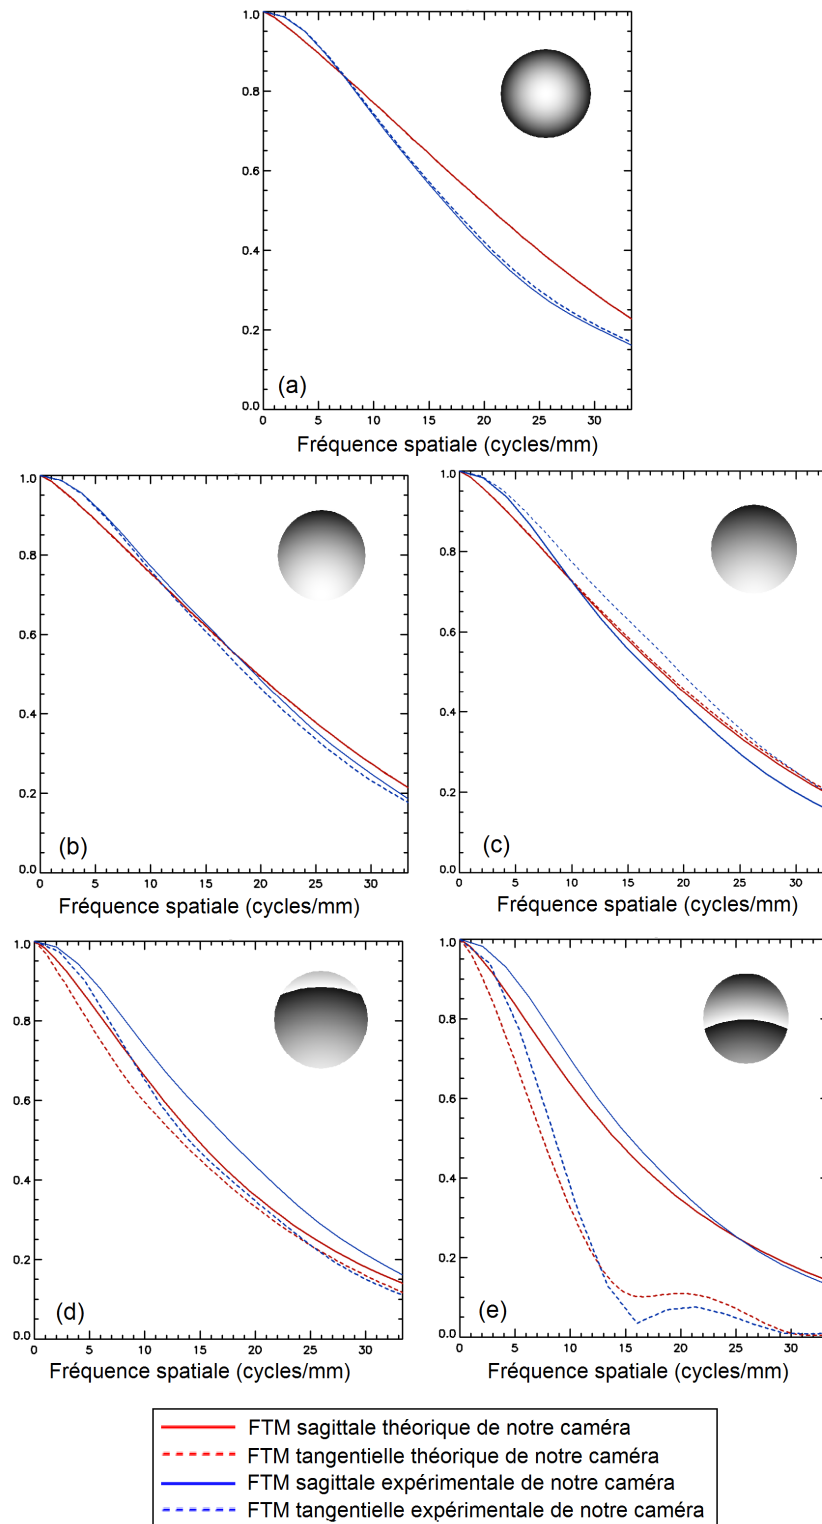 1.0
0.8
0.6
0.4
0.2
0.0
(a)
0 5 10 15 20 25 30
Fréquence spatiale (cycles/mm)
1.0
0.8
0.6
0.4
0.2
0.0
(b)
0 5 10 15 20 25 30
Fréquence spatiale (cycles/mm)
1.0
0.8
0.6
0.4
0.2
0.0
(c)
0 5 10 15 20 25 30
Fréquence spatiale (cycles/mm)
1.0
0.8
0.6
0.4
0.2
0.0
(d)
0 5 10 15 20 25 30
Fréquence spatiale (cycles/mm)
1.0
0.8
0.6
0.4
0.2
0.0
(e)
0 5 10 15 20 25 30
Fréquence spatiale (cycles/mm)
FTM sagittale théorique de notre caméra
FTM tangentielle théorique de notre caméra
FTM sagittale expérimentale de notre caméra
FTM tangentielle expérimentale de notre caméra